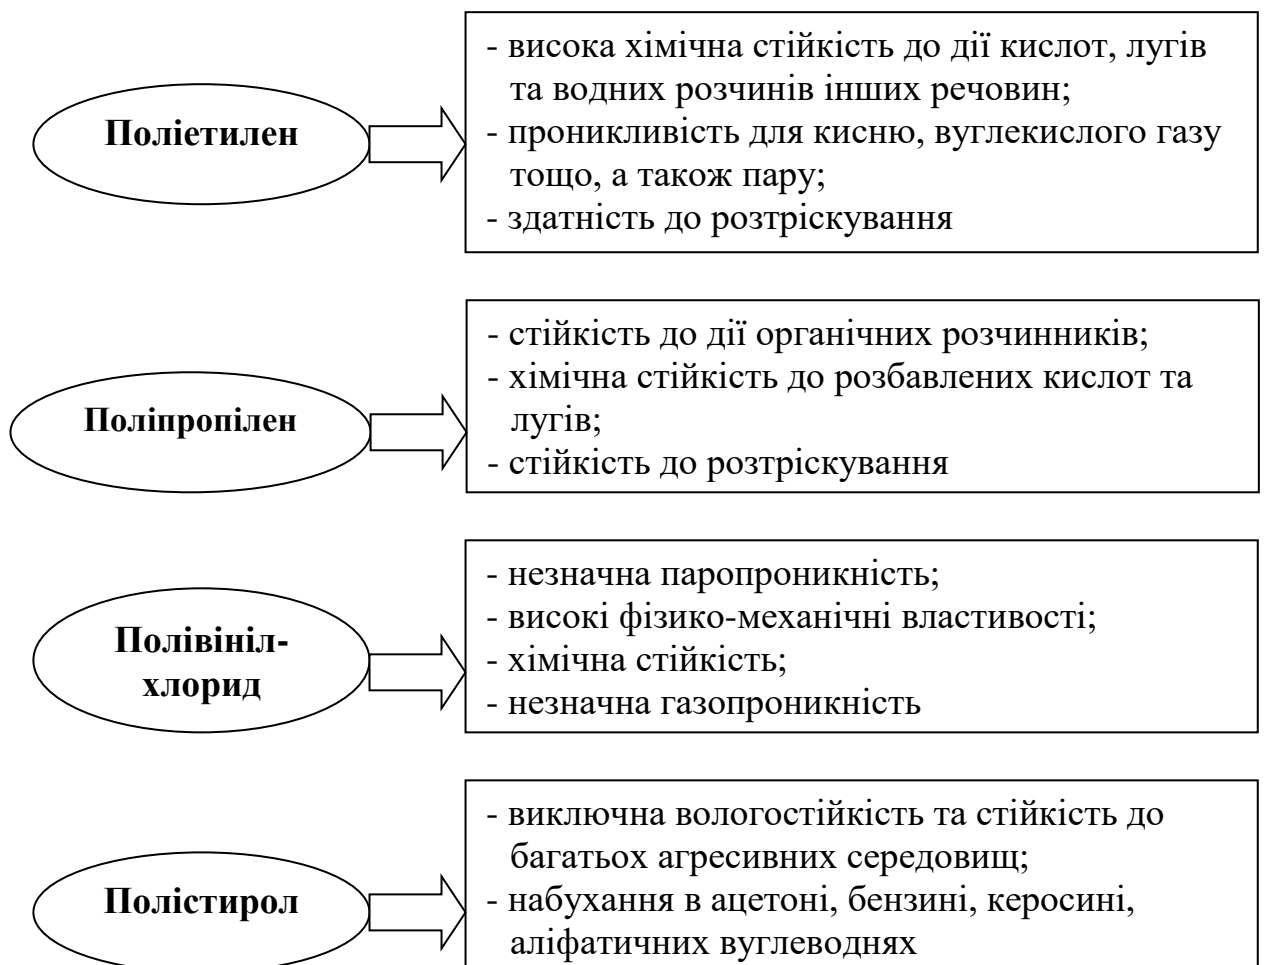 Поліетилен
- висока хімічна стійкість до дії кислот, лугів
та водних розчинів інших речовин;
- проникливість для кисню, вуглекислого газу
тощо, а також пару;
- здатність до розтріскування
Поліпропілен
- стійкість до дії органічних розчинників;
- хімічна стійкість до розбавлених кислот та
лугів;
- стійкість до розтріскування
Полівініл-
хлорид
- незначна паропроникність;
- високі фізико-механічні властивості;
- хімічна стійкість;
- незначна газопроникність
Полістирол
- виключна вологостійкість та стійкість до
багатьох агресивних середовищ;
- набухання в ацетоні, бензині, керосині,
аліфатичних вуглеводнях